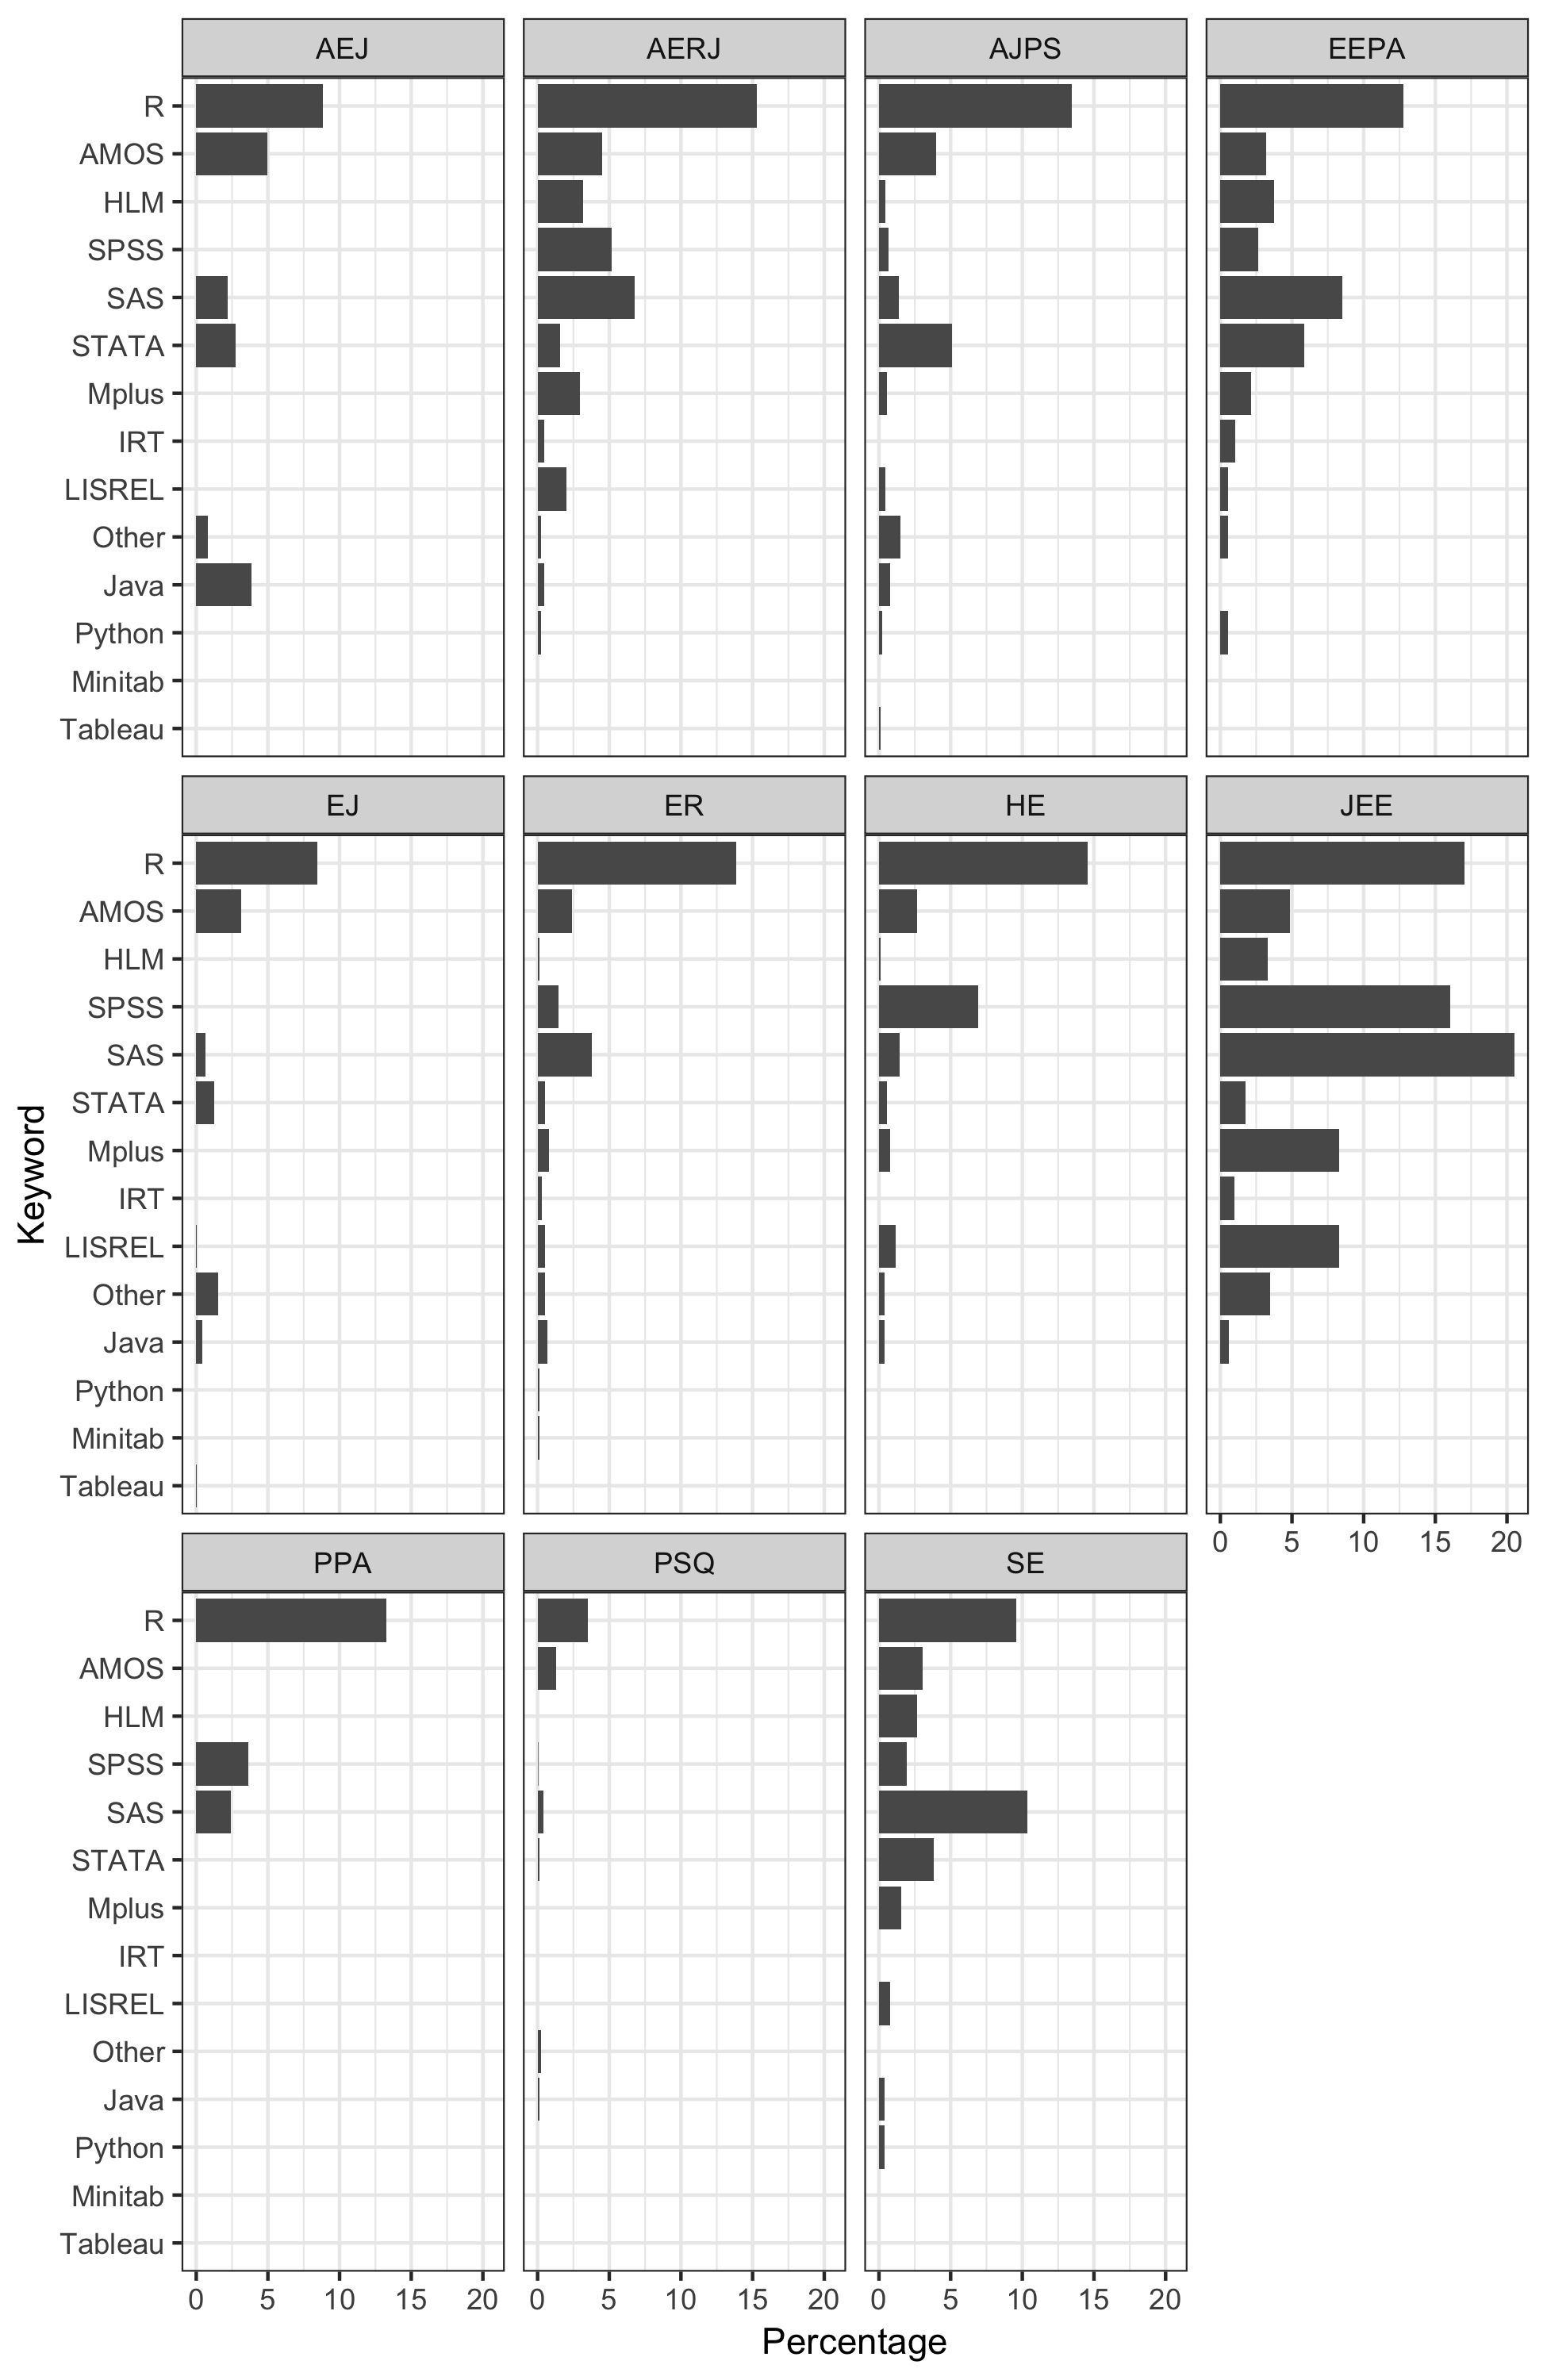 AEJ AERJ AJPS EEPA
R
AMOS
HLM
SPSS
SAS
STATA
Mplus
IRT
LISREL
Other
Java
Python
Minitab
Tableau
EJ ER HE JEE
R
AMOS
HLM
SPSS
SAS
STATA
Mplus
IRT
LISREL
Other
Java
Python
Minitab
Tableau
0 5 10 15 20
PPA PSQ SE
R
AMOS
HLM
SPSS
SAS
STATA
Mplus
IRT
LISREL
Other
Java
Python
Minitab
Tableau
0 5 10 15 20 0 5 10 15 20 0 5 10 15 20
Percentage
Keyword